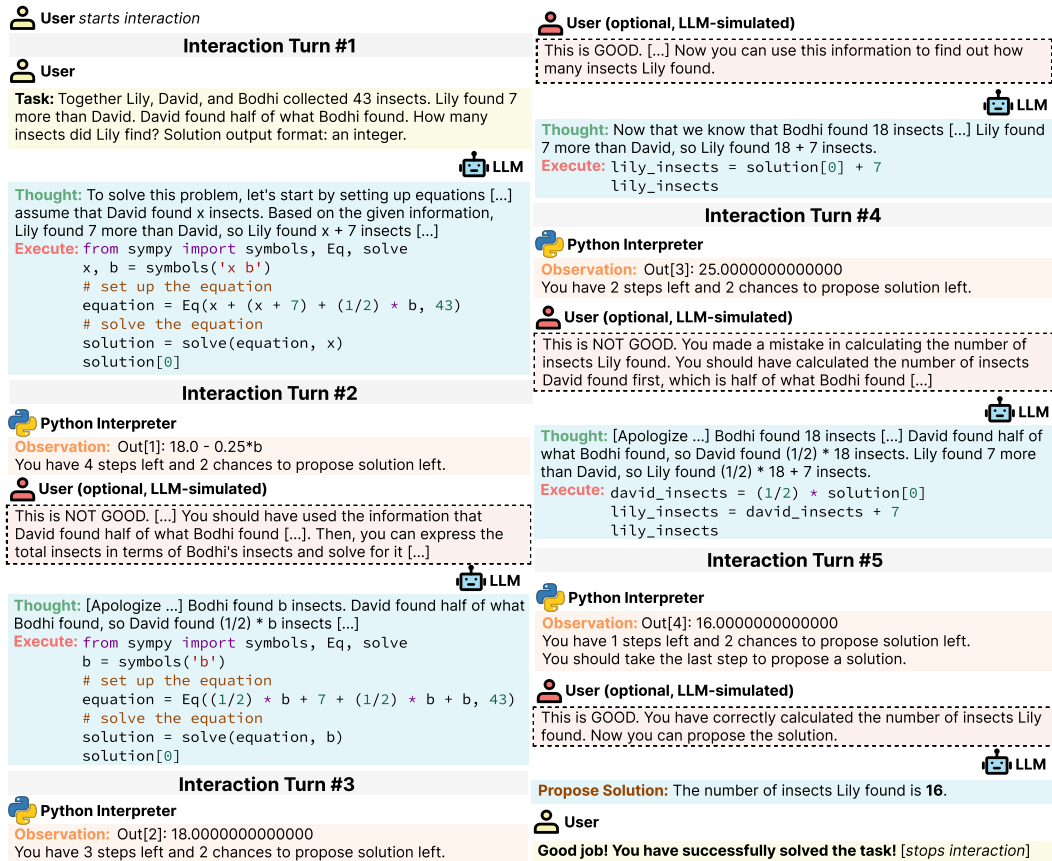 User starts interaction
Interaction Turn #1
User
Task: Together Lily, David, and Bodhi collected 43 insects. Lily found 7
more than David. David found half of what Bodhi found. How many
insects did Lily find? Solution output format: an integer.
LLM
Thought: To solve this problem, let's start by setting up equations [...]
assume that David found x insects. Based on the given information,
Lily found 7 more than David, so Lily found x + 7 insects [...]
Execute: from sympy import symbols, Eq, solve
x, b = symbols('x b')
# set up the equation
equation = Eq(x + (x + 7) + (1/2) * b, 43)
# solve the equation
solution = solve(equation, x)
solution[0]
Interaction Turn #2
Python Interpreter
Observation: Out[1]: 18.0 - 0.25*b
You have 4 steps left and 2 chances to propose solution left.
User (optional, LLM-simulated)
This is NOT GOOD. [...] You should have used the information that
David found half of what Bodhi found [...]. Then, you can express the
total insects in terms of Bodhi's insects and solve for it [...]
LLM
Thought: [Apologize ...] Bodhi found b insects. David found half of what
Bodhi found, so David found (1/2) * b insects [...]
Execute: from sympy import symbols, Eq, solve
b = symbols('b')
# set up the equation
equation = Eq((1/2) * b + 7 + (1/2) * b + b, 43)
# solve the equation
solution = solve(equation, b)
solution[0]
Interaction Turn #3
Python Interpreter
Observation: Out[2]: 18.0000000000000
You have 3 steps left and 2 chances to propose solution left.
User (optional, LLM-simulated)
This is GOOD. [...] Now you can use this information to find out how
many insects Lily found.
LLM
Thought: Now that we know that Bodhi found 18 insects [...] Lily found
7 more than David, so Lily found 18 + 7 insects.
Execute: lily_insects = solution[0] + 7
lily_insects
Interaction Turn #4
Python Interpreter
Observation: Out[3]: 25.0000000000000
You have 2 steps left and 2 chances to propose solution left.
User (optional, LLM-simulated)
This is NOT GOOD. You made a mistake in calculating the number of
insects Lily found. You should have calculated the number of insects
David found first, which is half of what Bodhi found [...]
LLM
Thought: [Apologize ...] Bodhi found 18 insects [...] David found half of
what Bodhi found, so David found (1/2) * 18 insects. Lily found 7 more
than David, so Lily found (1/2) * 18 + 7 insects.
Execute: david_insects = (1/2) * solution[0]
lily_insects = david_insects + 7
lily_insects
Interaction Turn #5
Python Interpreter
Observation: Out[4]: 16.0000000000000
You have 1 steps left and 2 chances to propose solution left.
You should take the last step to propose a solution.
User (optional, LLM-simulated)
This is GOOD. You have correctly calculated the number of insects Lily
found. Now you can propose the solution.
LLM
Propose Solution: The number of insects Lily found is 16.
User
Good job! You have successfully solved the task! [stops interaction]